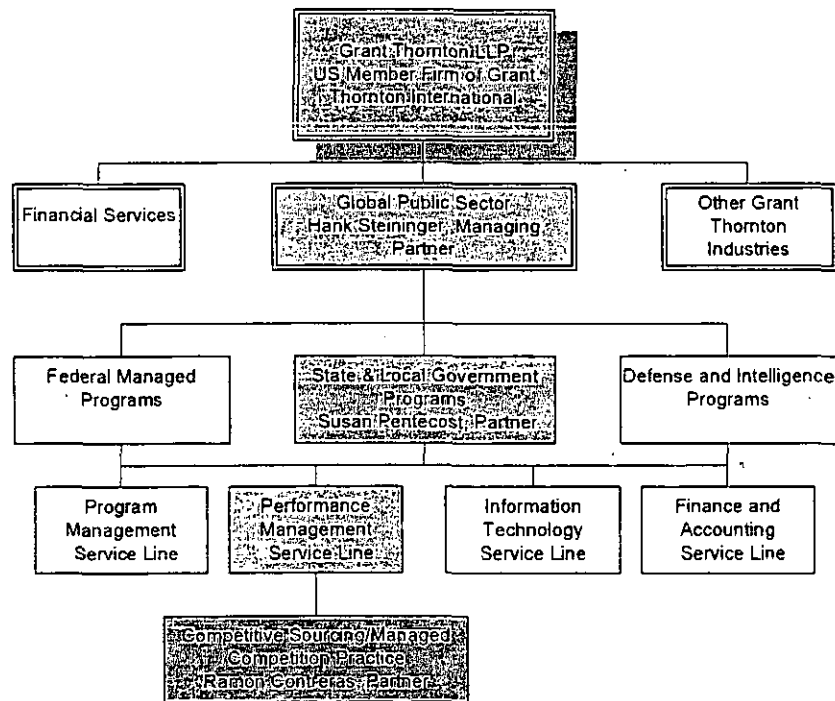 Grant Thornton LLP
US Member Firm of Grant
Thornton International
Financial Services
Global Public Sector
Hank Steininger, Managing
Partner
Other Grant
Thornton
Industries
Federal Managed
Programs
State & Local Government
Programs
Susan Pentecost, Partner
Defense and Intelligence
Programs
Program
Management
Service Line
Performance
Management
Service Line
Information
Technology
Service Line
Finance and
Accounting
Service Line
Competitive Sourcing/Managed
Competition Practice
Ramon Contreras, Partner